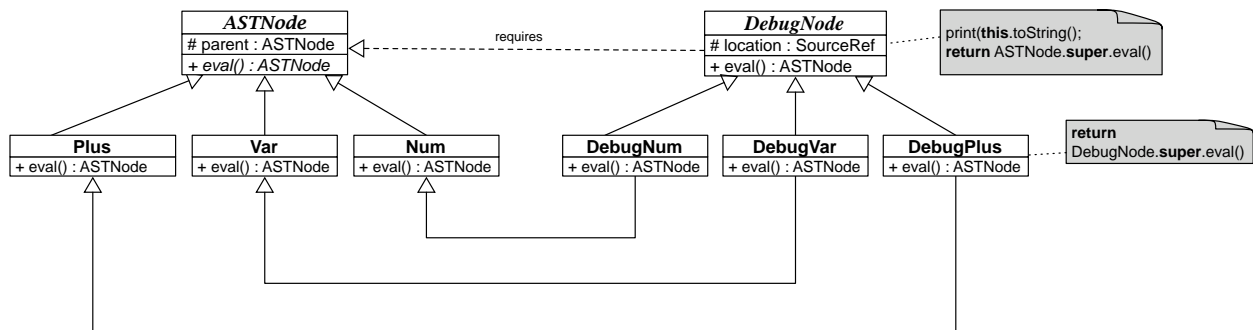 ASTNode
# parent : ASTNode
+ eval() : ASTNode
requires
DebugNode
# location : SourceRef
+ eval() : ASTNode
print(this.toString();
return ASTNode.super.eval()
Plus
+ eval() : ASTNode
Var
+ eval() : ASTNode
Num
+ eval() : ASTNode
DebugNum
+ eval() : ASTNode
DebugVar
+ eval() : ASTNode
DebugPlus
+ eval() : ASTNode
return
DebugNode.super.eval()